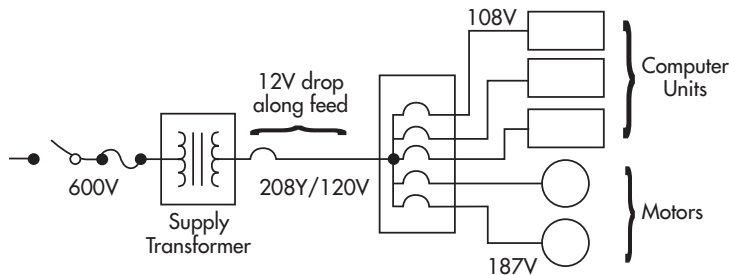 108V
12V drop
along feed
Computer
Units
600V
208Y/120V
Supply
Transformer
Motors
187V